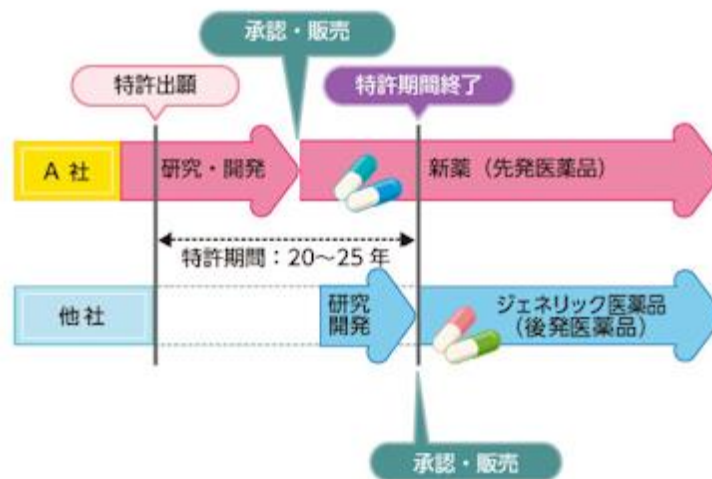 承認・販売
特許出願
特許期間終了
A 社
研究・開発
新薬（先発医薬品）
特許期間：20〜25 年
他社
研究
開発
ジェネリック医薬品
（後発医薬品）
承認・販売